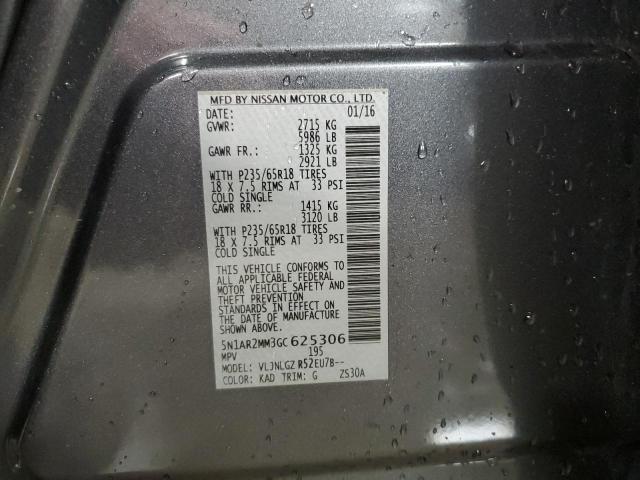 MFD BY NISSAN MOTOR CO., LTD.
DATE: 01/16
GVWR: 2715 KG
5986 LB
GAWR FR.: 1325 KG
2921 LB
WITH P235/65R18 TIRES
18 X 7.5 RIMS AT 33 PSI
COLD SINGLE
GAWR RR.: 1415 KG
3120 LB
WITH P235/65R18 TIRES
18 X 7.5 RIMS AT 33 PSI
COLD SINGLE
THIS VEHICLE CONFORMS TO
ALL APPLICABLE FEDERAL
MOTOR VEHICLE SAFETY AND
THEFT PREVENTION
STANDARDS IN EFFECT ON
THE DATE OF MANUFACTURE
SHOWN ABOVE.
5N1AR2MM3GC625306
MPV 195
MODEL: VLJNLGZ R52EU7B--
COLOR: KAD TRIM: G ZS30A